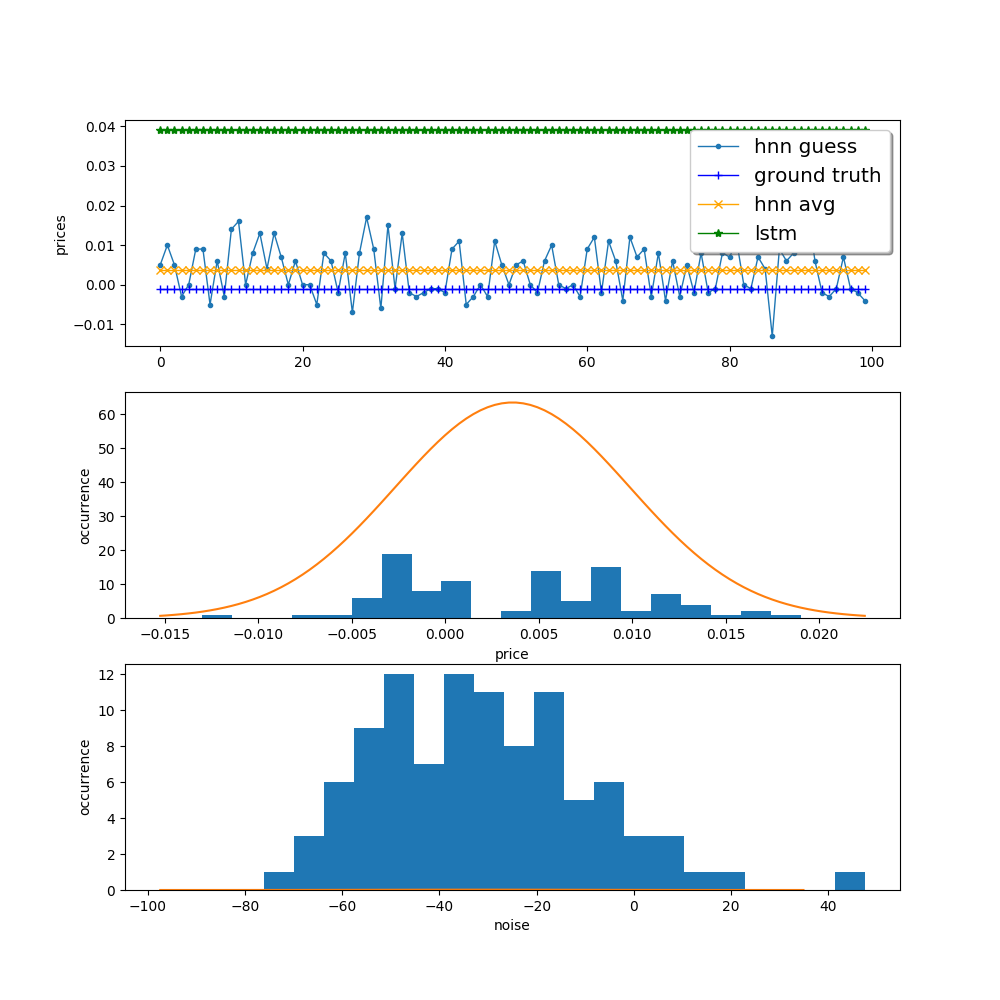 0.04
0.03
0.02
0.01
0.00
−0.01
prices
hnn guess
ground truth
hnn avg
lstm
0 20 40 60 80 100
60
50
40
30
20
10
0
occurrence
−0.015 −0.010 −0.005 0.000 0.005 0.010 0.015 0.020
price
12
10
8
6
4
2
0
occurrence
−100 −80 −60 −40 −20 0 20 40
noise